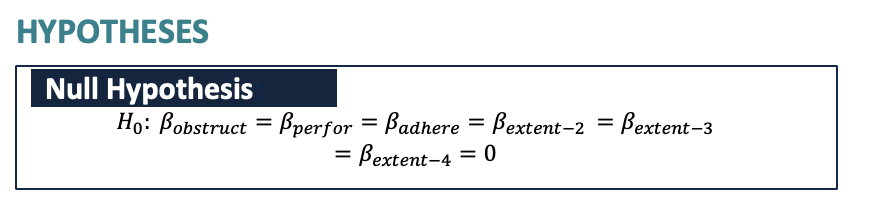 HYPOTHESES
Null Hypothesis
H₀: β_obstruct = β_perfor = β_adhere = β_extent−2 = β_extent−3
= β_extent−4 = 0